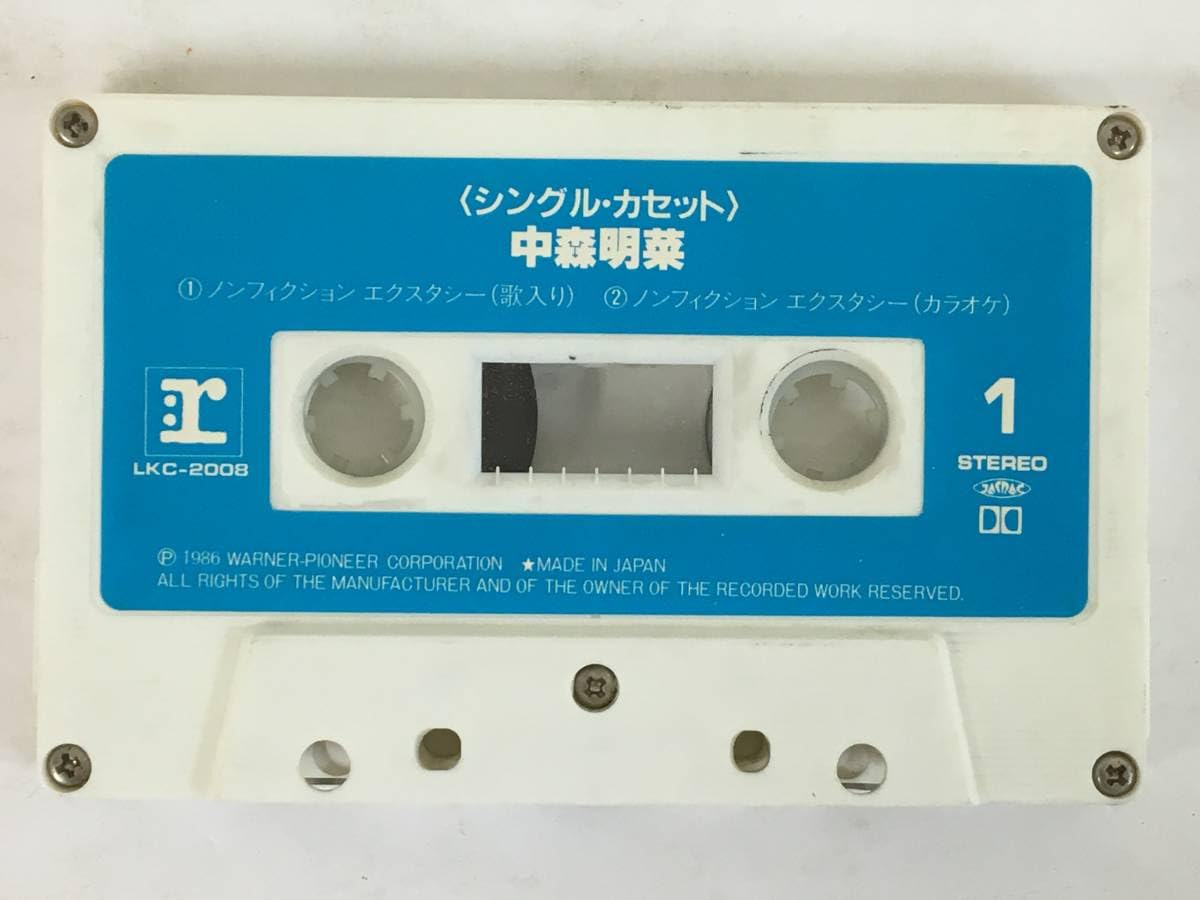 〈シングル・カセット〉
中森明菜
① ノンフィクション エクスタシー(歌入り) ② ノンフィクション エクスタシー(カラオケ)
r
LKC-2008
1
STEREO
JASRAC
Ⓟ 1986 WARNER-PIONEER CORPORATION ★MADE IN JAPAN
ALL RIGHTS OF THE MANUFACTURER AND OF THE OWNER OF THE RECORDED WORK RESERVED.